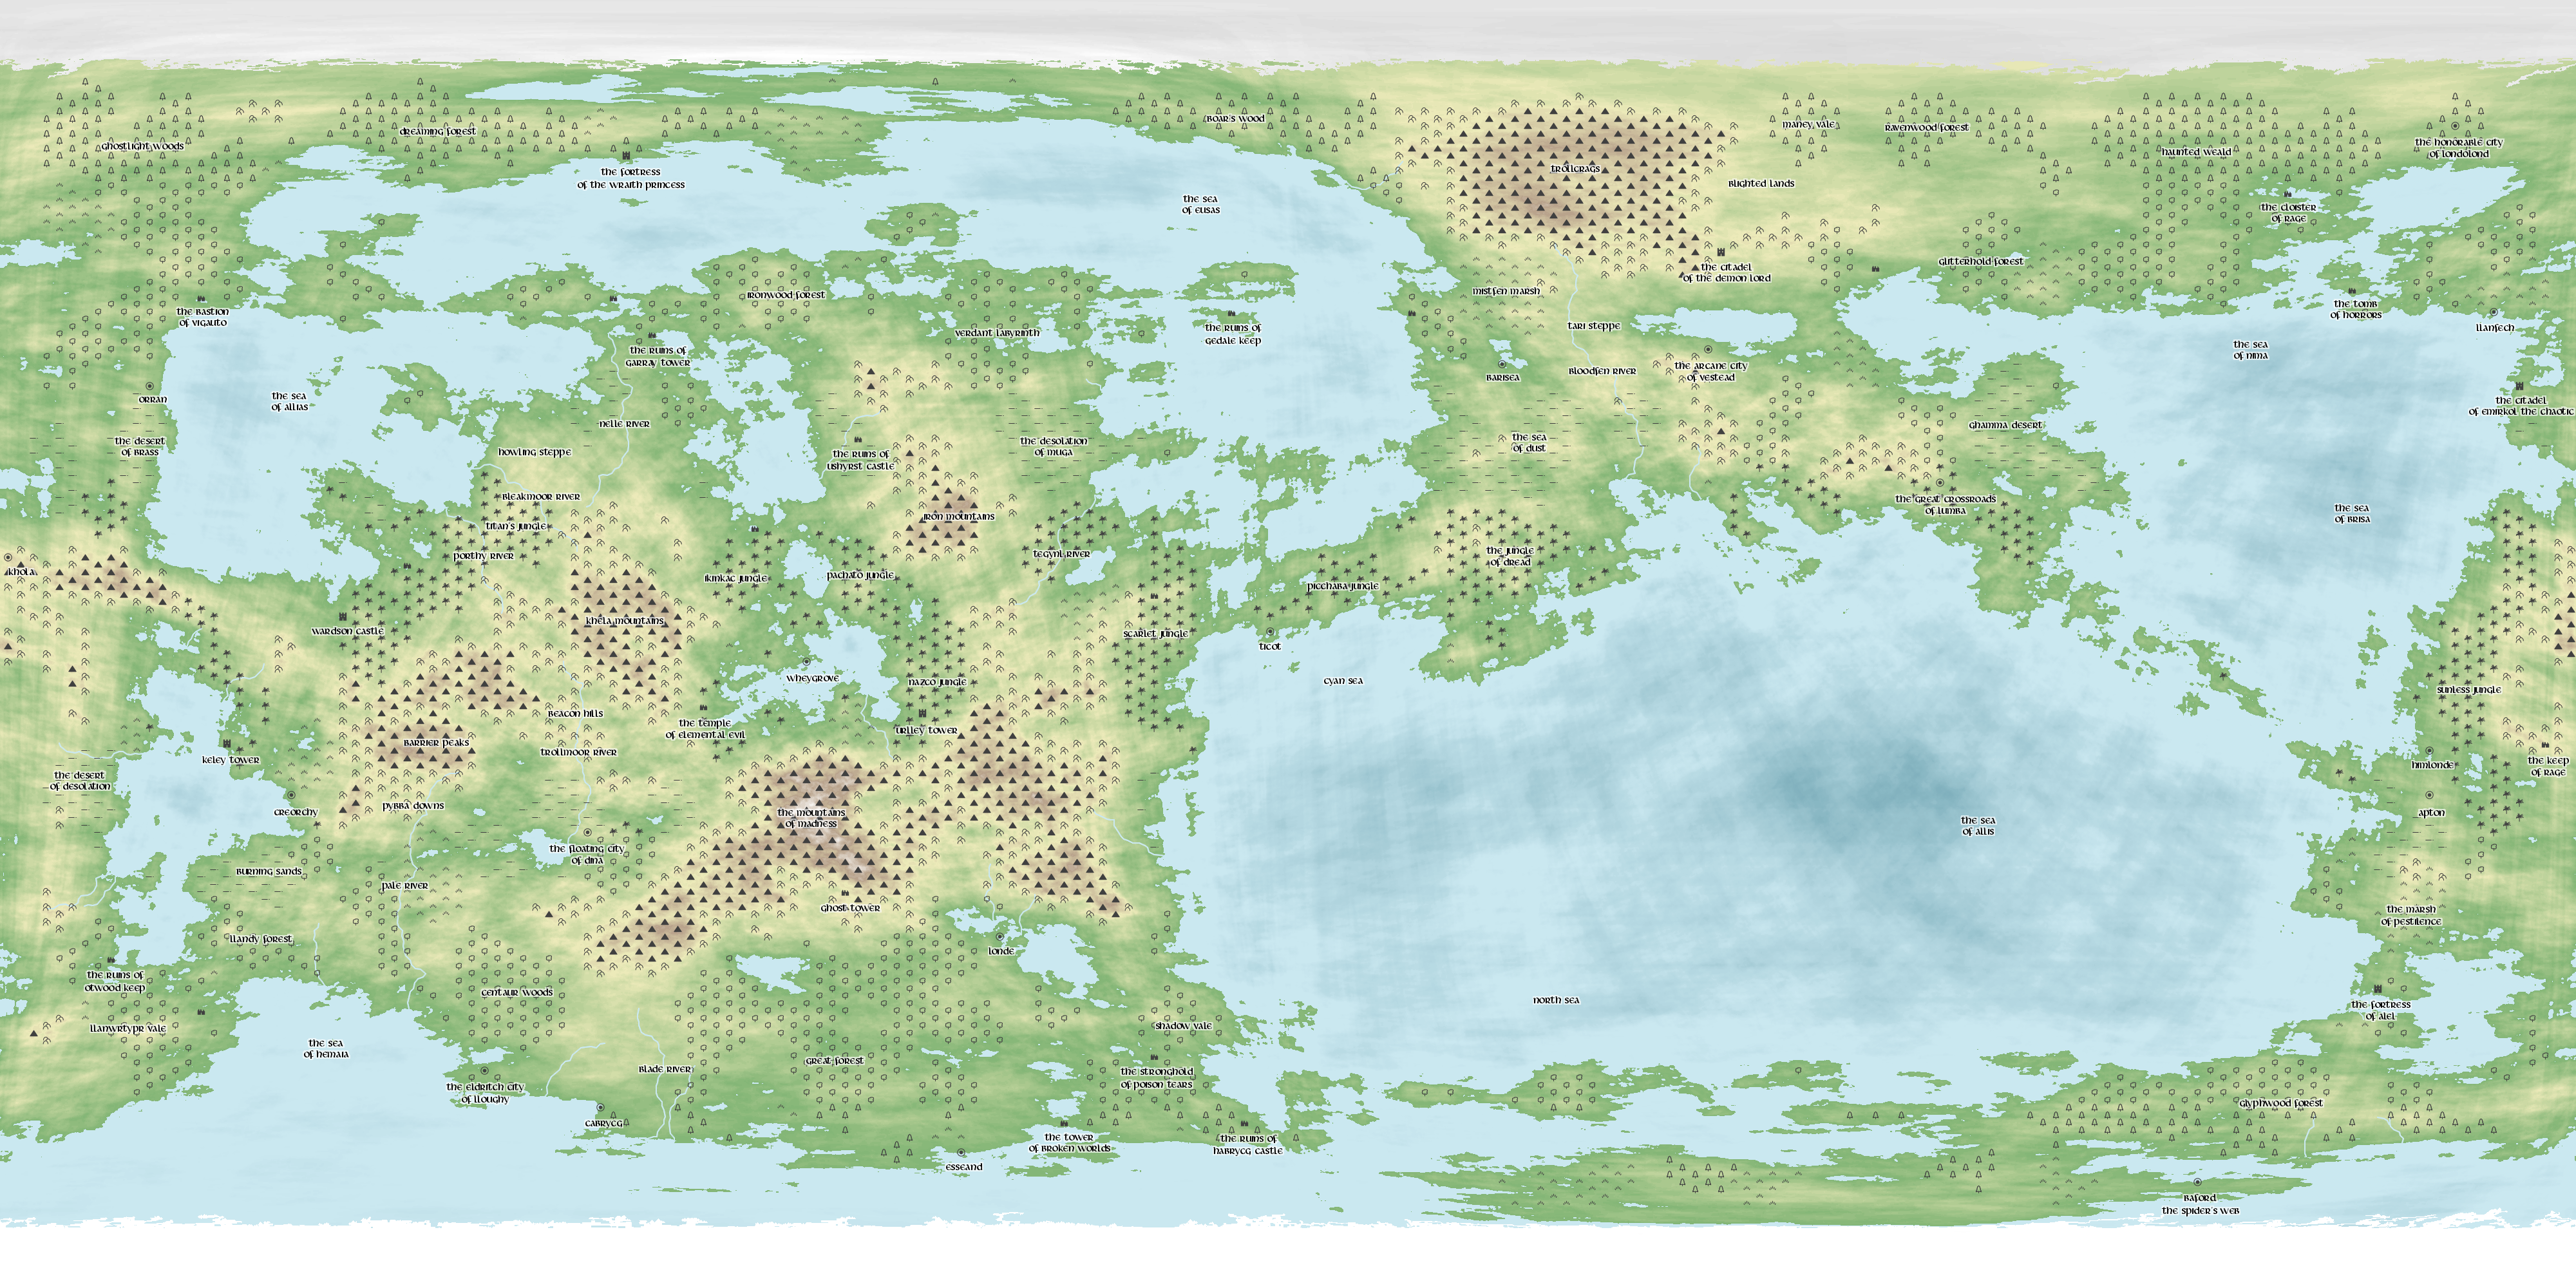 Boar's Wood
Maney Vale
Ravenwood Forest
Dreaming Forest
Ghostlight Woods
The Honorable City
of Londolond
Haunted Weald
Trollcrags
The Fortress
of the Wraith Princess
Blighted Lands
The Sea
of Eusas
The Cloister
of Rage
Glitterhold Forest
The Citadel
of the Demon Lord
Mistfen Marsh
Ironwood Forest
The Bastion
of Vigauto
The Tomb
of Horrors
Tari Steppe
Llanfech
The Ruins of
Gedale Keep
Verdant Labyrinth
The Sea
of Nima
The Ruins of
Garray Tower
Bloodfen River
The Arcane City
of Vestead
Barisea
Orran
The Sea
of Allias
The Citadel
of Emirkol the Chaotic
Nelle River
Ghamma Desert
The Desert
of Brass
The Desolation
of Muga
The Sea
of Dust
Howling Steppe
The Ruins of
Ushyrst Castle
Bleakmoor River
The Great Crossroads
of Lumba
The Sea
of Brisa
Iron Mountains
Titan's Jungle
Porthy River
Tegynl River
The Jungle
of Dread
Khola
Ikinkac Jungle
Pachato Jungle
Picchaba Jungle
Khela Mountains
Wardson Castle
Scarlet Jungle
Ticot
Wheygrove
Nazco Jungle
Cyan Sea
Sunless Jungle
Beacon Hills
The Temple
of Elemental Evil
Urlley Tower
Barrier Peaks
Trollmoor River
Keley Tower
Himlonde
The Keep
of Rage
The Desert
of Desolation
Pybba Downs
Creorchy
The Mountains
of Madness
Apton
The Sea
of Allis
The Floating City
of Dina
Burning Sands
Pale River
Ghost Tower
The Marsh
of Pestilence
Llandy Forest
Londe
The Ruins of
Otwood Keep
Centaur Woods
North Sea
The Fortress
of Alel
Llanwrtypr Vale
Shadow Vale
The Sea
of Hemaia
Great Forest
Blade River
The Stronghold
of Poison Tears
The Eldritch City
of Lloughy
Glyphwood Forest
Cabrycg
The Tower
of Broken Worlds
The Ruins of
Habrycg Castle
Esseand
Baford
The Spider's Web